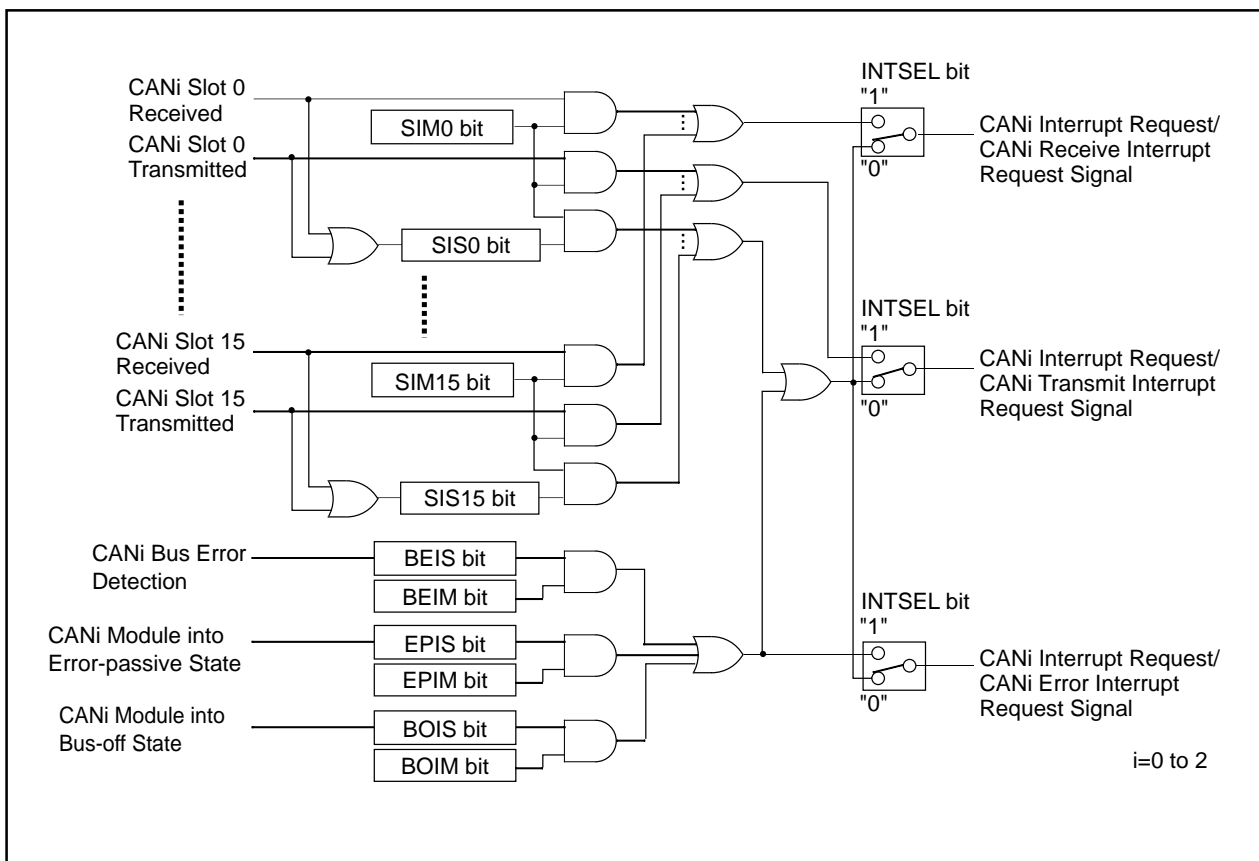 CANi Slot 0
Received
SIM0 bit
CANi Slot 0
Transmitted
SIS0 bit
INTSEL bit
"1"
"0"
CANi Interrupt Request/
CANi Receive Interrupt
Request Signal
CANi Slot 15
Received
SIM15 bit
CANi Slot 15
Transmitted
SIS15 bit
INTSEL bit
"1"
"0"
CANi Interrupt Request/
CANi Transmit Interrupt
Request Signal
CANi Bus Error
Detection
BEIS bit
BEIM bit
CANi Module into
Error-passive State
EPIS bit
EPIM bit
CANi Module into
Bus-off State
BOIS bit
BOIM bit
INTSEL bit
"1"
"0"
CANi Interrupt Request/
CANi Error Interrupt
Request Signal
i=0 to 2